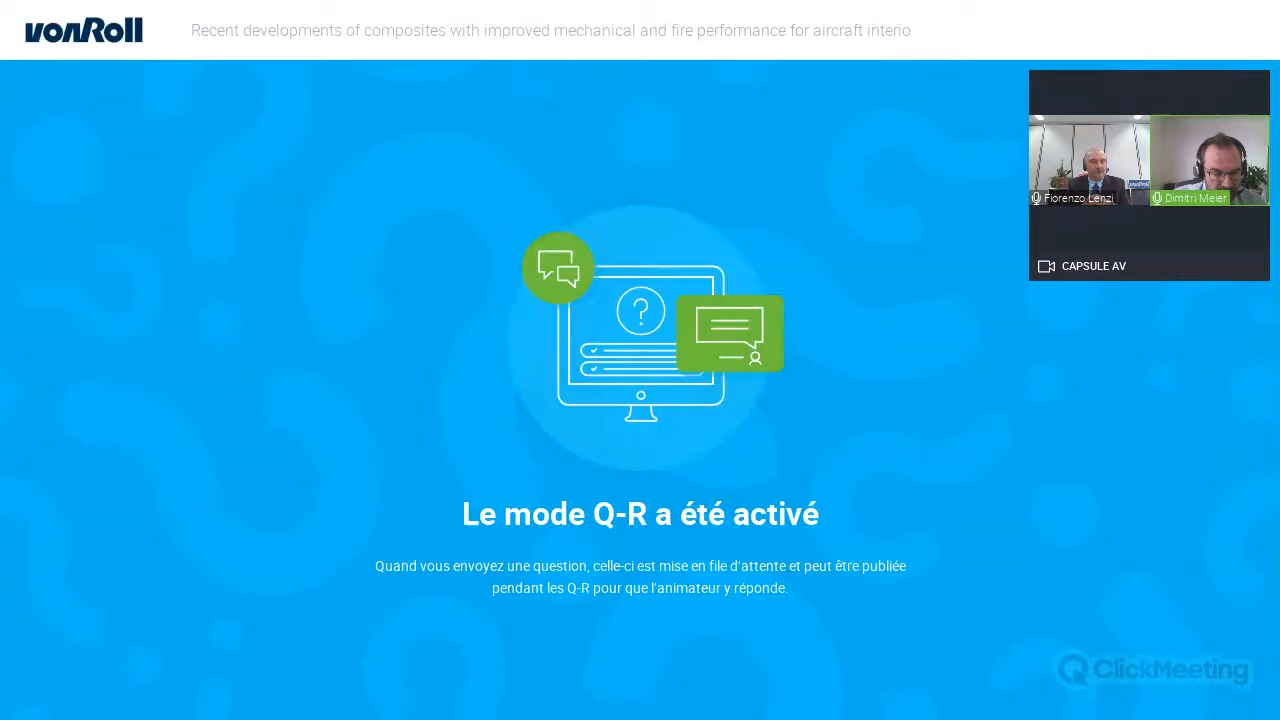 vonRoll
Recent developments of composites with improved mechanical and fire performance for aircraft interio
Fiorenzo Lenzi
Dimitri Meier
CAPSULE AV
Le mode Q-R a été activé
Quand vous envoyez une question, celle-ci est mise en file d'attente et peut être publiée
pendant les Q-R pour que l'animateur y réponde.
ClickMeeting